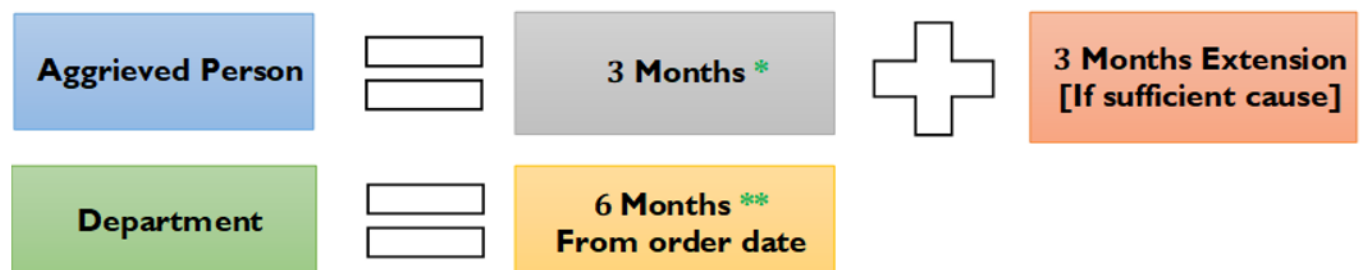 Aggrieved Person
3 Months *
3 Months Extension
[If sufficient cause]
Department
6 Months **
From order date